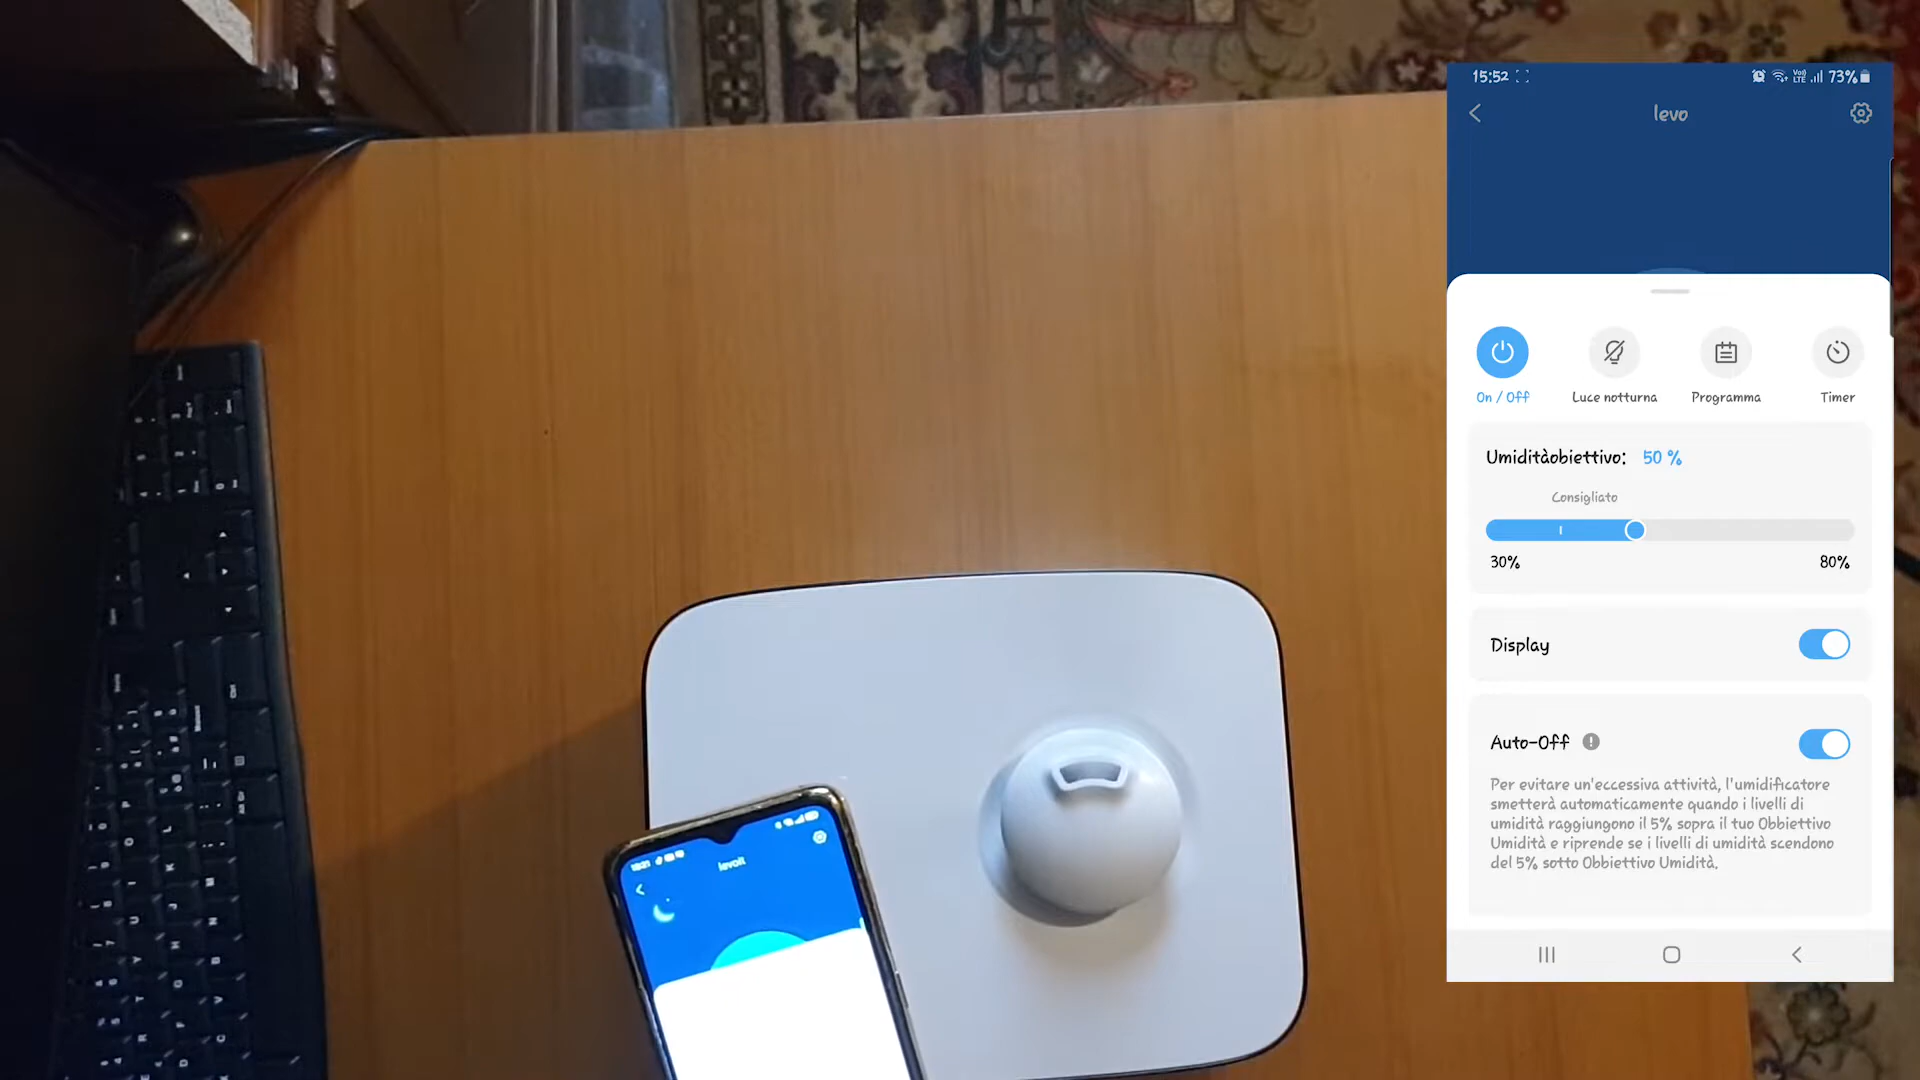 15:52
73%
levo
On / Off
Luce notturna
Programma
Timer
Umiditàobiettivo: 50 %
Consigliato
30%
80%
Display
Auto-Off
Per evitare un'eccessiva attività, l'umidificatore
smetterà automaticamente quando i livelli di
umidità raggiungono il 5% sopra il tuo Obbiettivo
Umidità e riprende se i livelli di umidità scendono
del 5% sotto Obbiettivo Umidità.
levoit